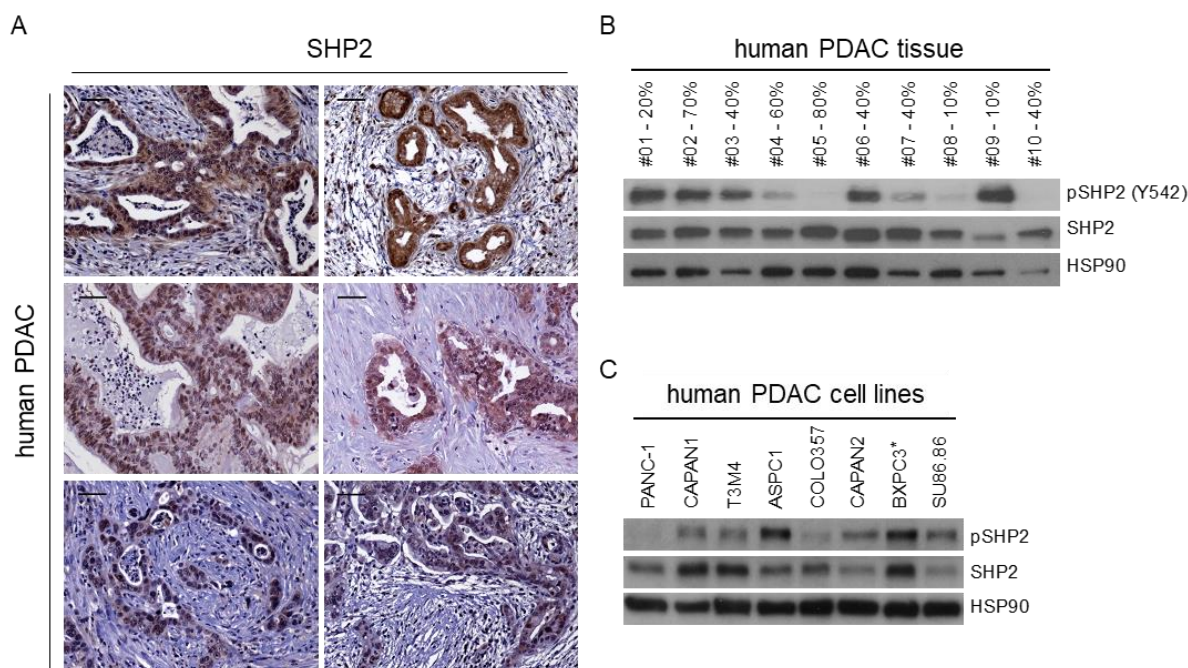 A
SHP2
human PDAC
B
human PDAC tissue
#01 - 20%
#02 - 70%
#03 - 40%
#04 - 60%
#05 - 80%
#06 - 40%
#07 - 40%
#08 - 10%
#09 - 10%
#10 - 40%
pSHP2 (Y542)
SHP2
HSP90
C
human PDAC cell lines
PANC-1
CAPAN1
T3M4
ASPC1
COLO357
CAPAN2
BXPC3*
SU86.86
pSHP2
SHP2
HSP90